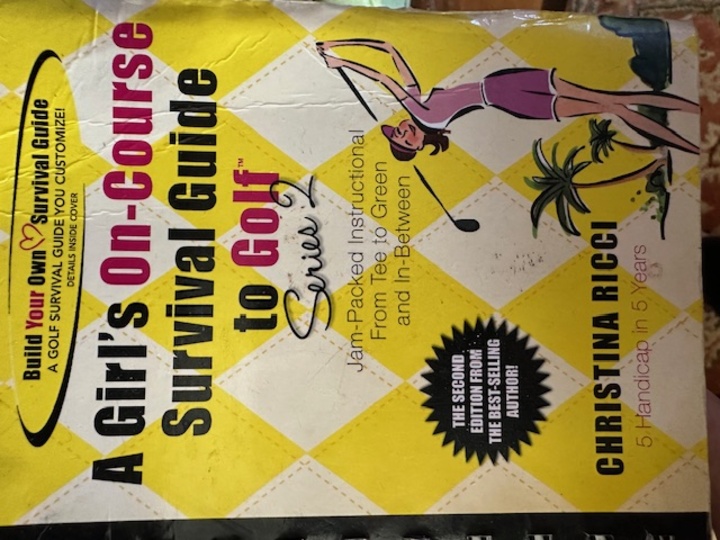 Build Your Own♡Survival Guide
A GOLF SURVIVAL GUIDE YOU CUSTOMIZE!
DETAILS INSIDE COVER
A Girl's On-Course
Survival Guide
to Golf™
Series 2
Jam-Packed Instructional
From Tee to Green
and In-Between
THE SECOND
EDITION FROM
THE BEST-SELLING
AUTHOR!
CHRISTINA RICCI
5 Handicap in 5 Years